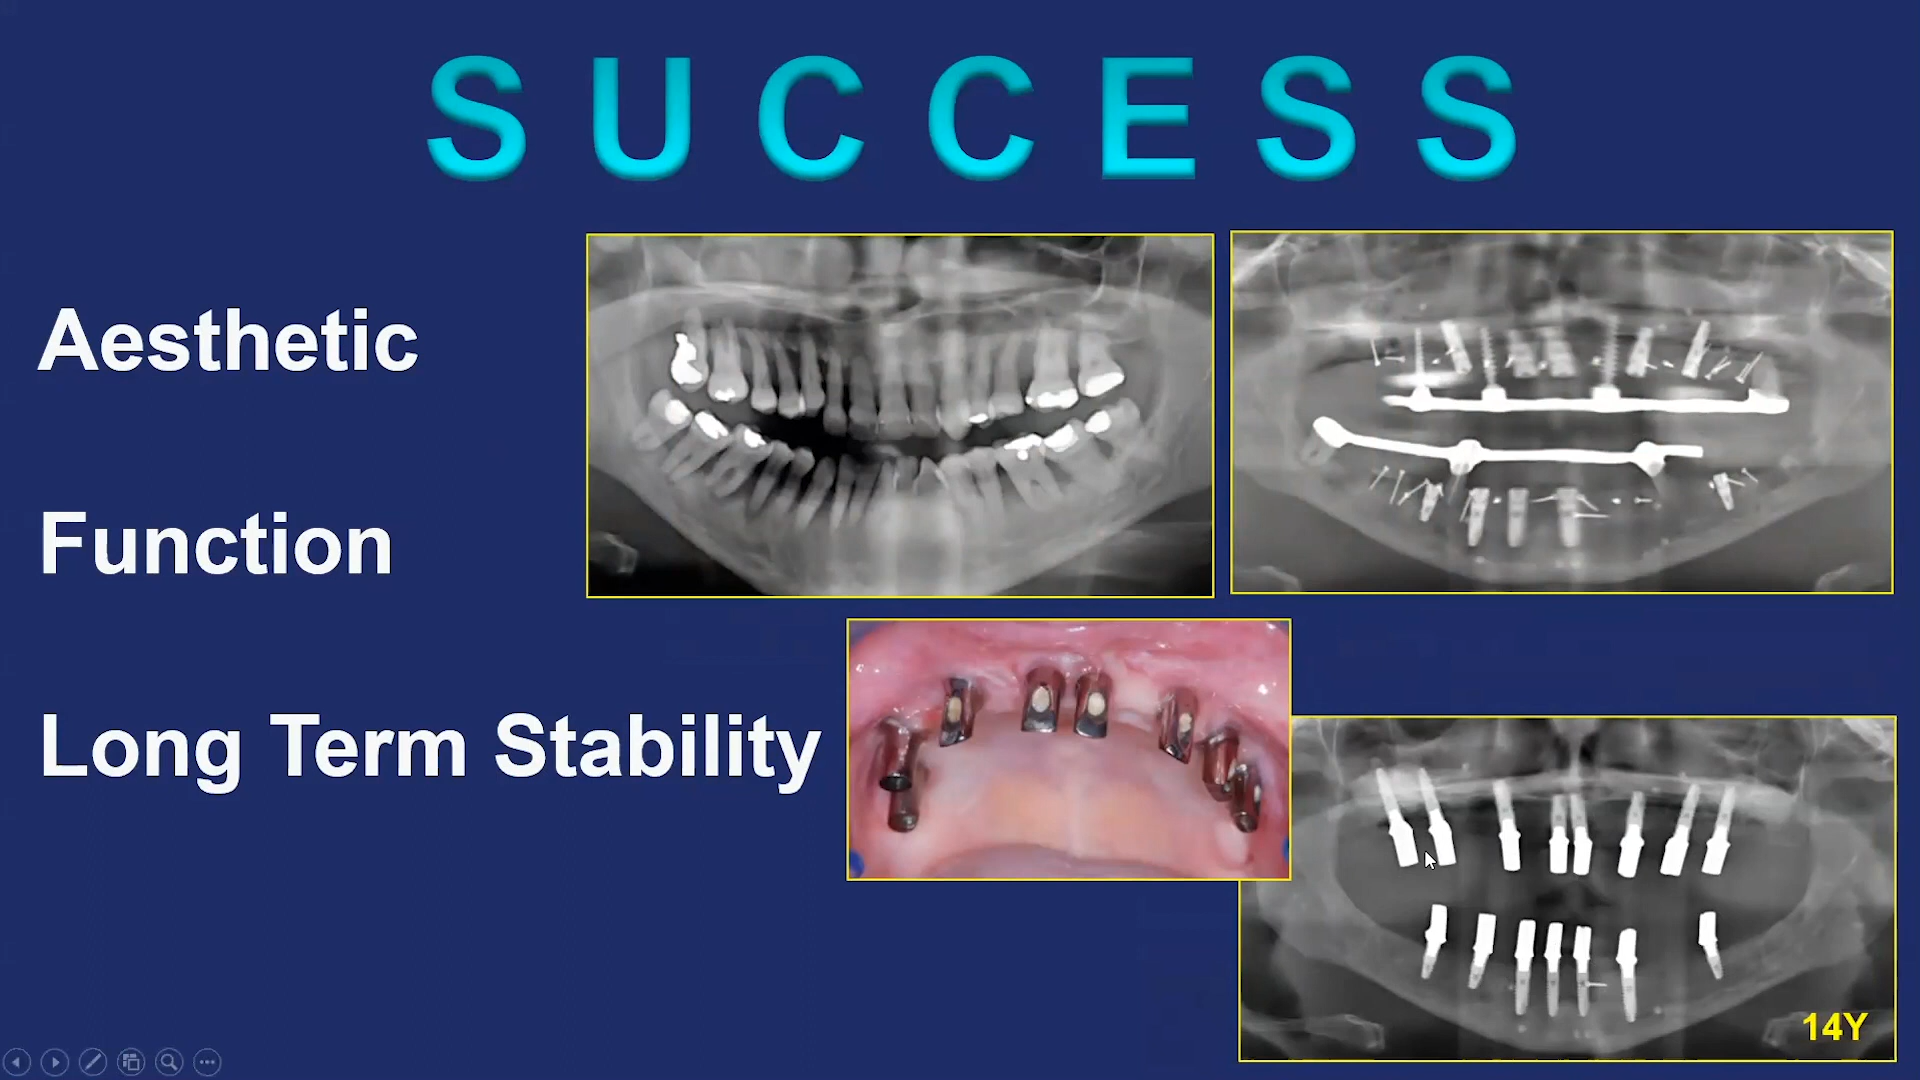 S U C C E S S
Aesthetic
Function
Long Term Stability
14Y